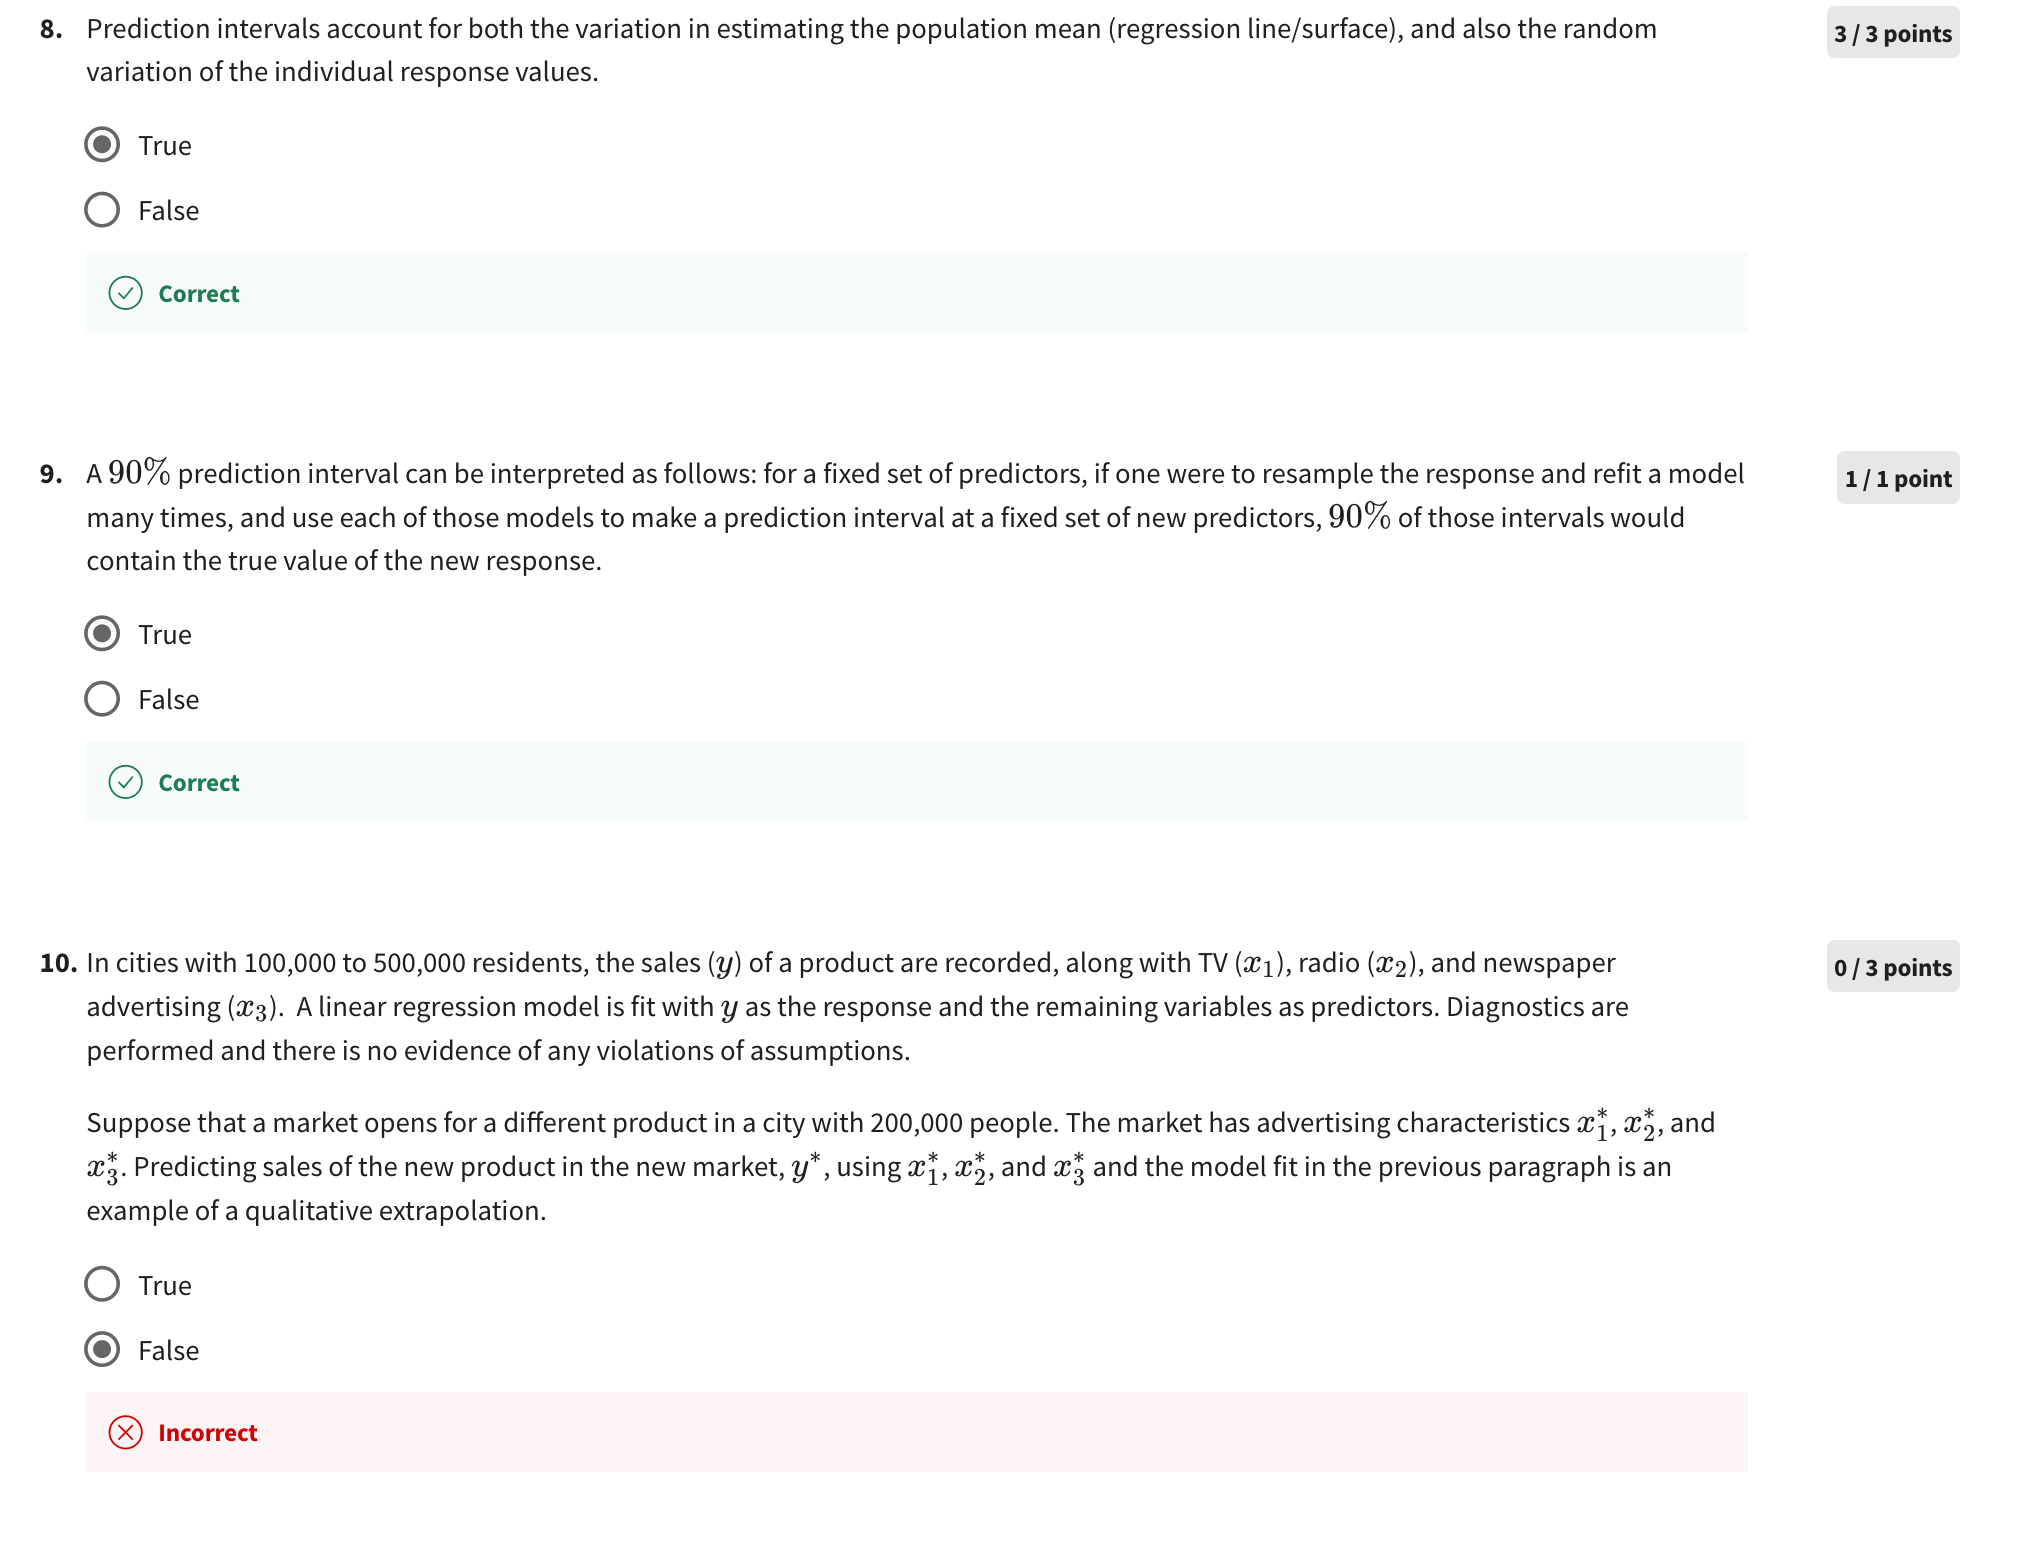 8. Prediction intervals account for both the variation in estimating the population mean (regression line/surface), and also the random
3 / 3 points
variation of the individual response values.
True
False
Correct
9. A 90% prediction interval can be interpreted as follows: for a fixed set of predictors, if one were to resample the response and refit a model
1 / 1 point
many times, and use each of those models to make a prediction interval at a fixed set of new predictors, 90% of those intervals would
contain the true value of the new response.
True
False
Correct
10. In cities with 100,000 to 500,000 residents, the sales (y) of a product are recorded, along with TV (x₁), radio (x₂), and newspaper
0 / 3 points
advertising (x₃). A linear regression model is fit with y as the response and the remaining variables as predictors. Diagnostics are
performed and there is no evidence of any violations of assumptions.
Suppose that a market opens for a different product in a city with 200,000 people. The market has advertising characteristics x₁*, x₂*, and
x₃*. Predicting sales of the new product in the new market, y*, using x₁*, x₂*, and x₃* and the model fit in the previous paragraph is an
example of a qualitative extrapolation.
True
False
Incorrect